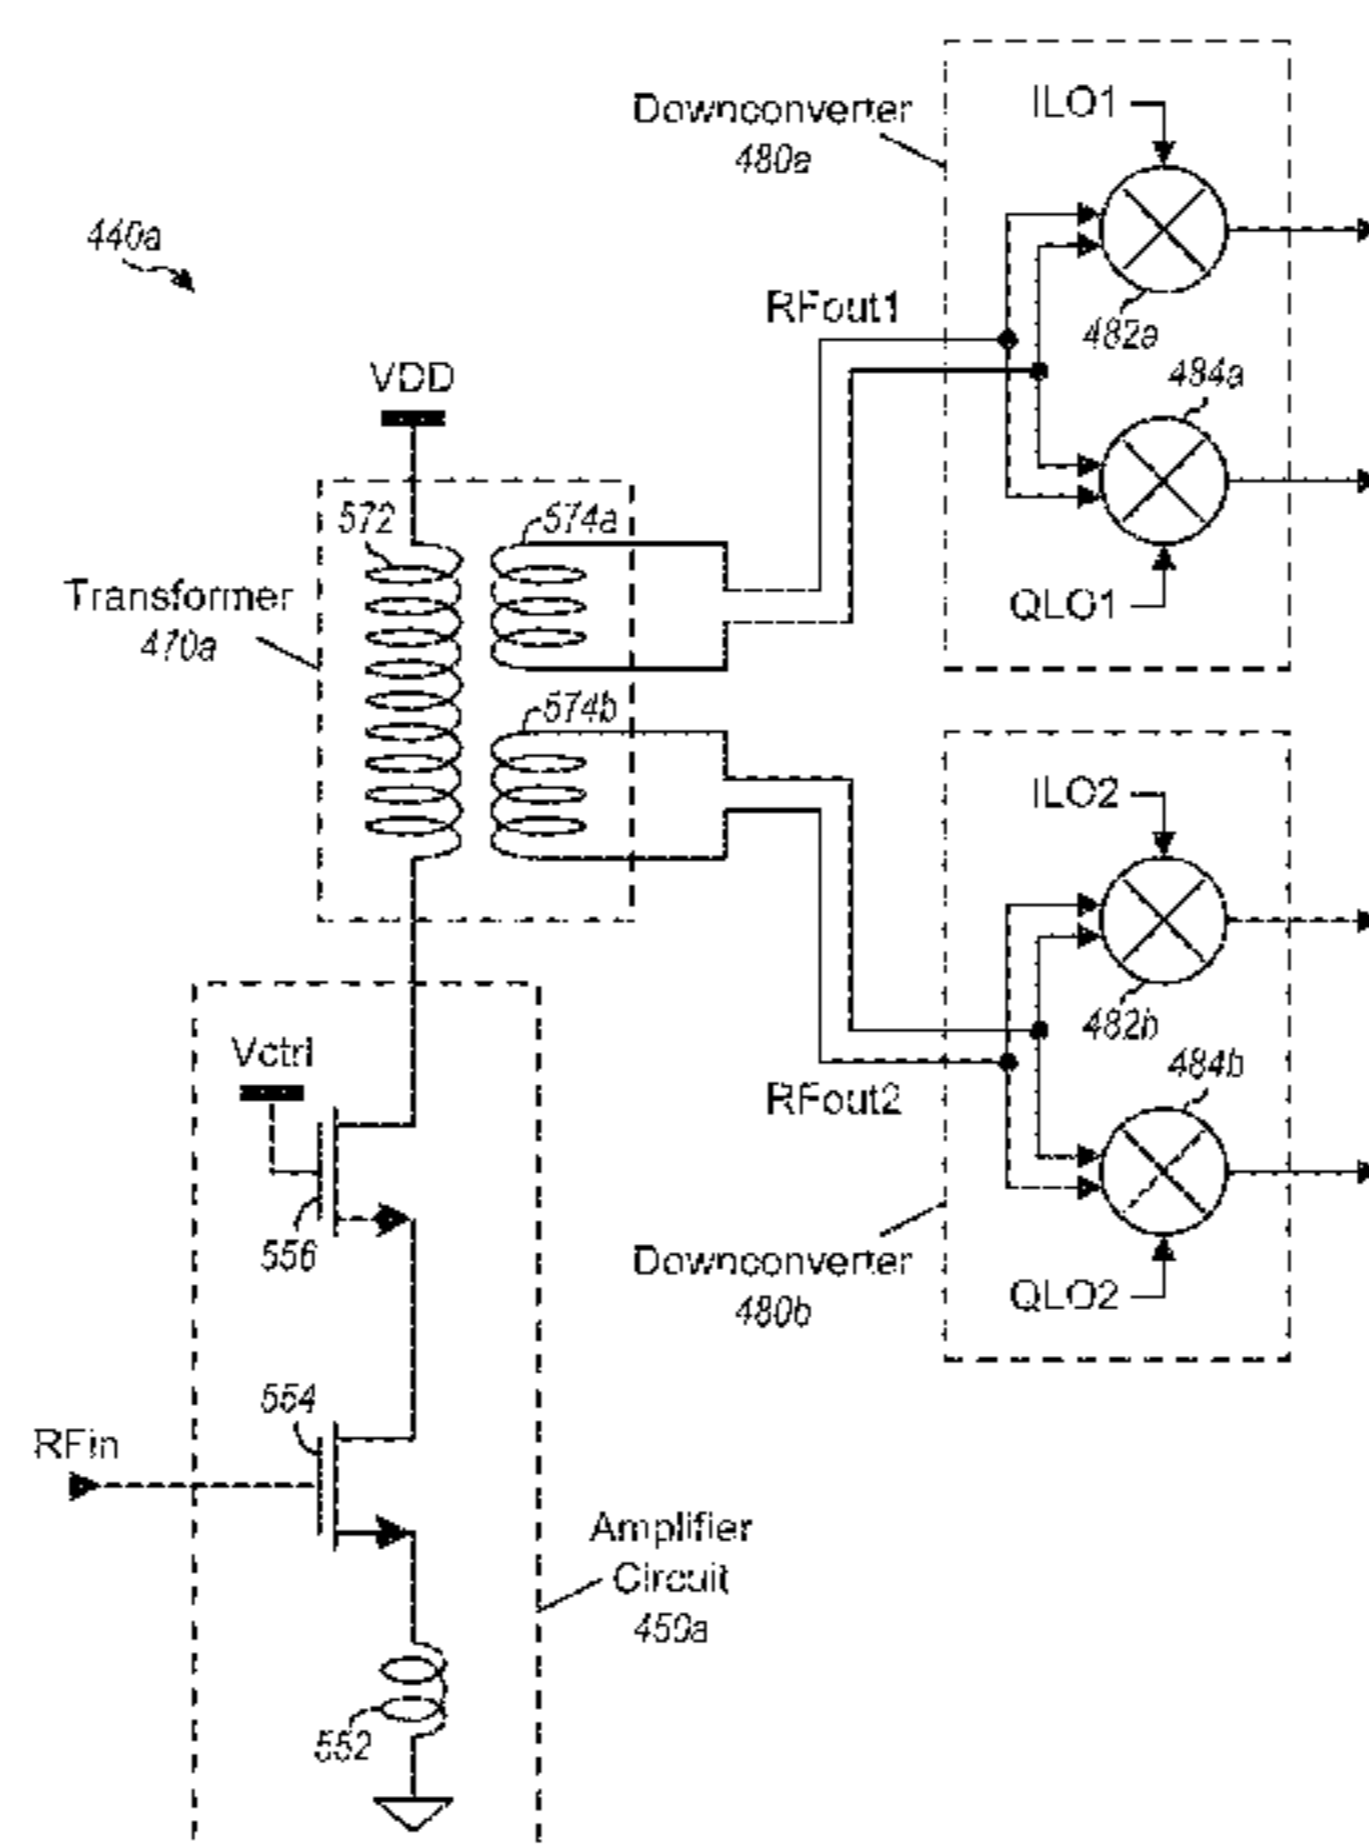 Downconverter
480a
ILO1
440a
482a
RFout1
VDD
484a
572
574a
Transformer
470a
QLO1
574b
ILO2
482b
Vctrl
484b
RFout2
556
Downconverter
480b
QLO2
554
RFin
Amplifier
Circuit
450a
552